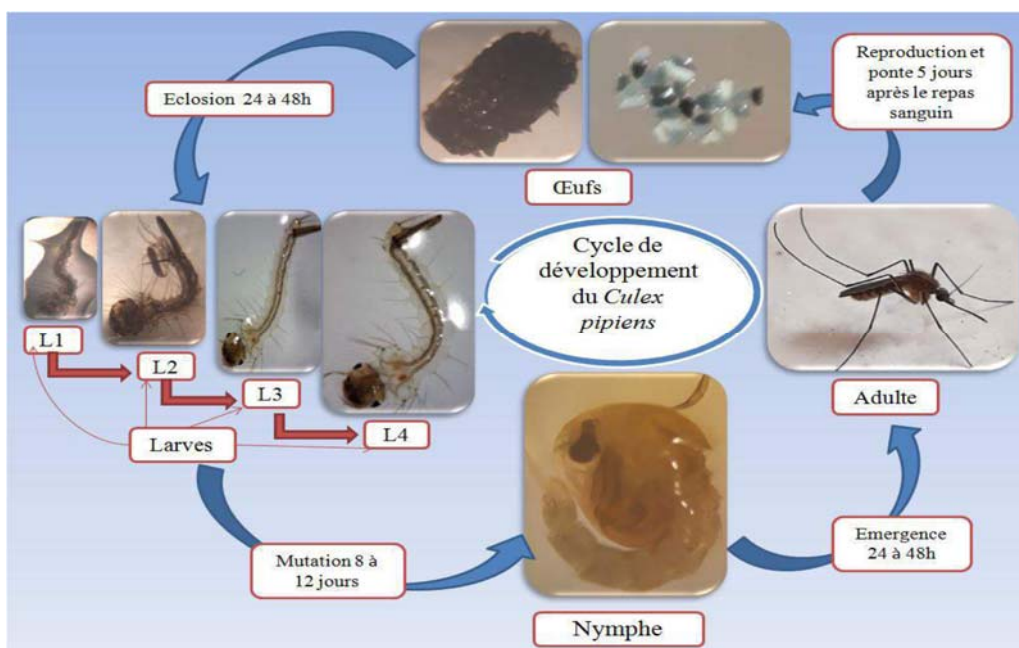 Reproduction et
ponte 5 jours
après le repas
sanguin
Eclosion 24 à 48h
Œufs
Cycle de
développement
du Culex
pipiens
L1
L2
L3
L4
Larves
Adulte
Mutation 8 à
12 jours
Emergence
24 à 48h
Nymphe